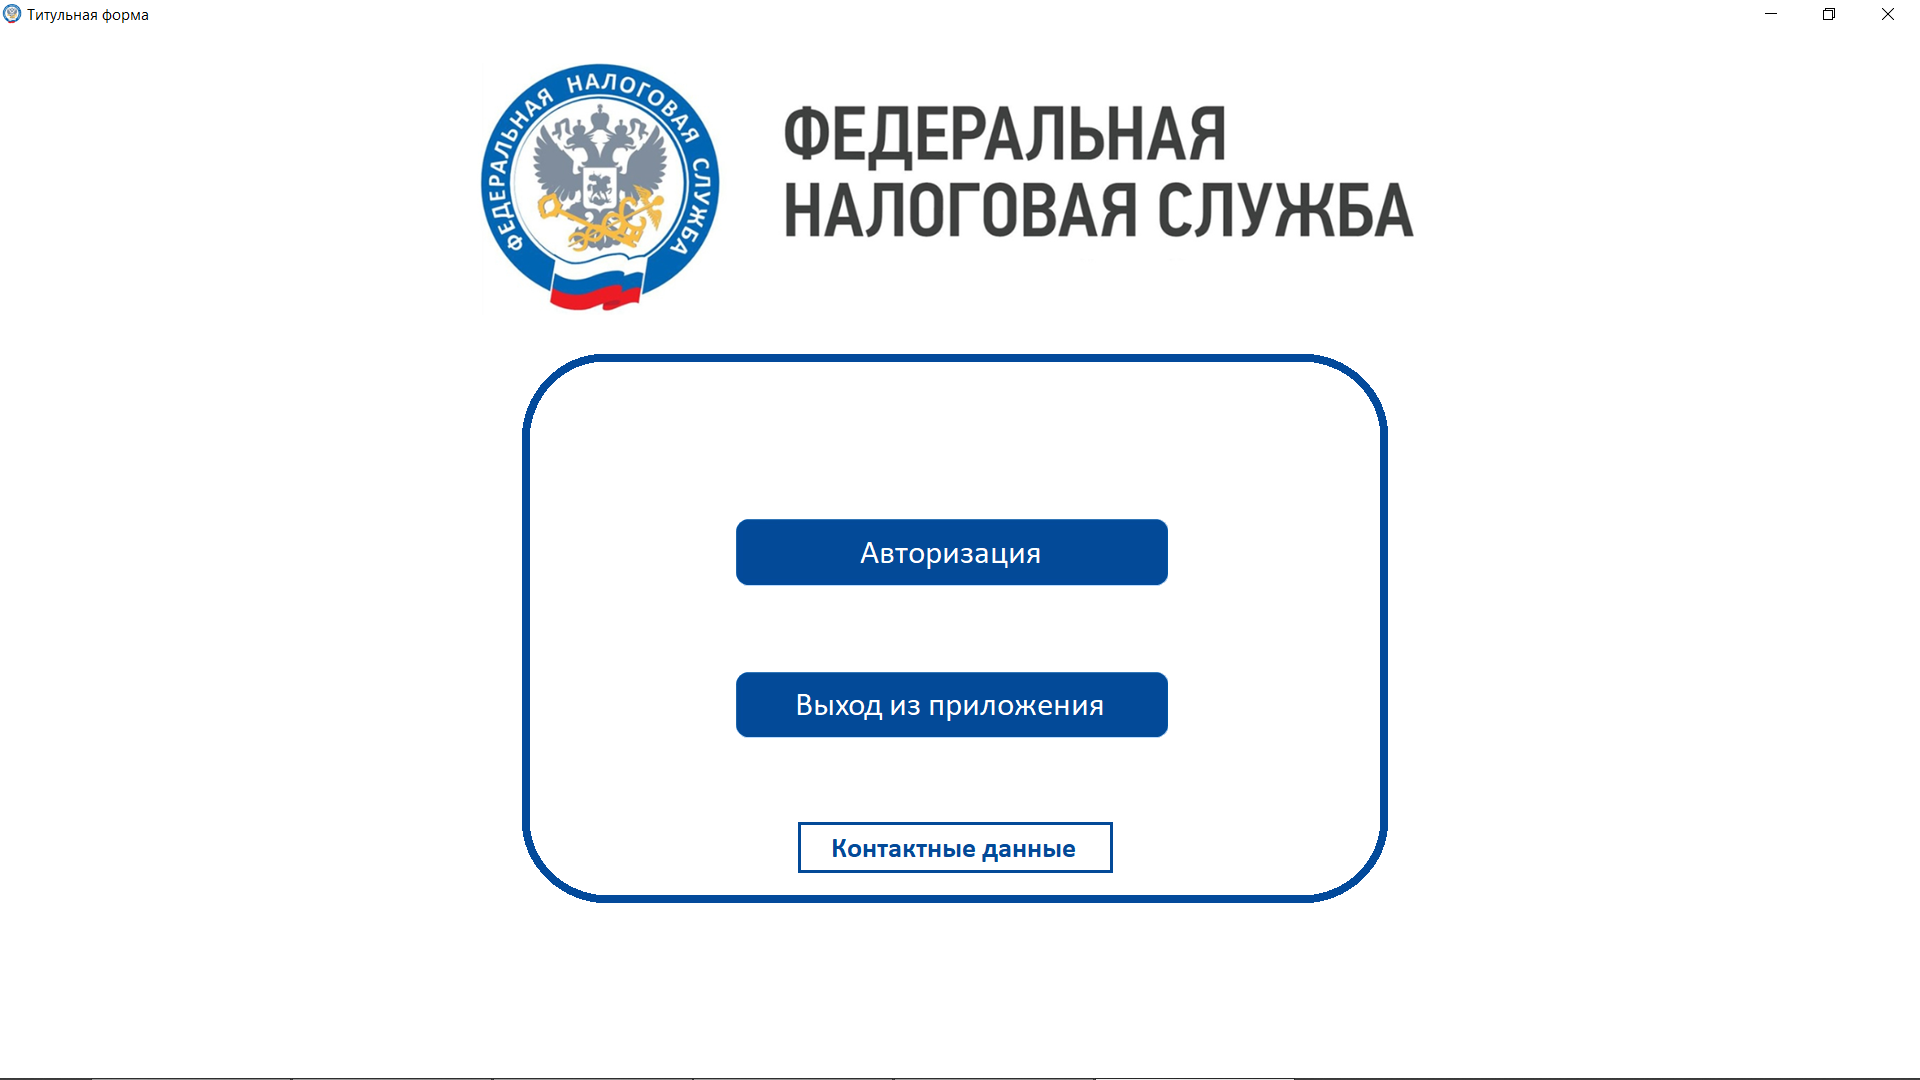 Титульная форма
ФЕДЕРАЛЬНАЯ НАЛОГОВАЯ СЛУЖБА
ФЕДЕРАЛЬНАЯ
НАЛОГОВАЯ СЛУЖБА
Авторизация
Выход из приложения
Контактные данные